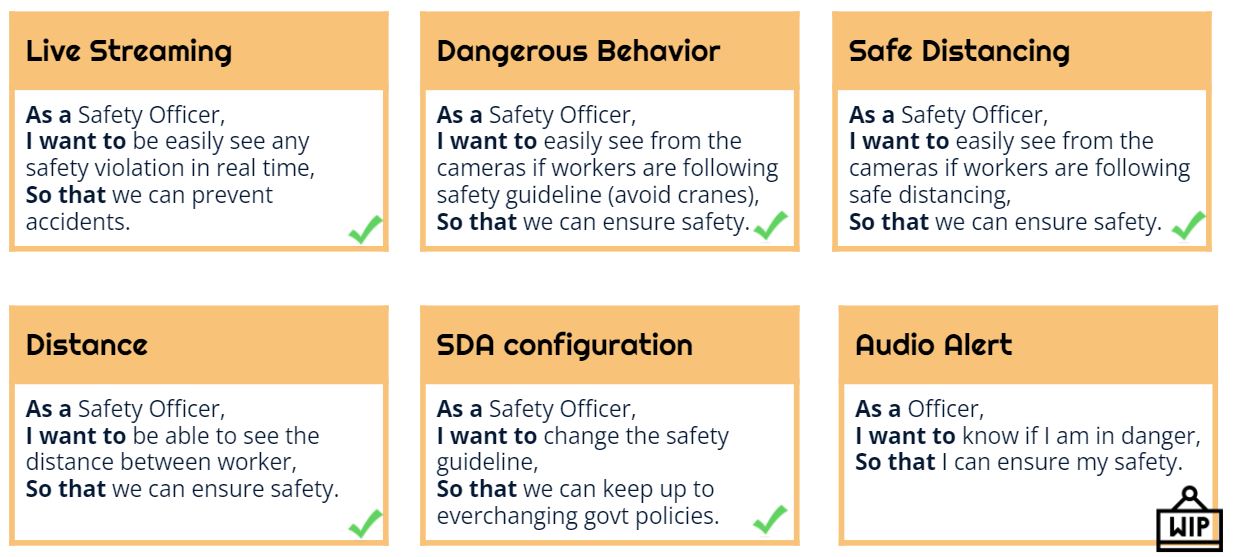 Live Streaming
As a Safety Officer,
I want to be easily see any
safety violation in real time,
So that we can prevent
accidents.
Dangerous Behavior
As a Safety Officer,
I want to easily see from the
cameras if workers are following
safety guideline (avoid cranes),
So that we can ensure safety.
Safe Distancing
As a Safety Officer,
I want to easily see from the
cameras if workers are following
safe distancing,
So that we can ensure safety.
Distance
As a Safety Officer,
I want to be able to see the
distance between worker,
So that we can ensure safety.
SDA configuration
As a Safety Officer,
I want to change the safety
guideline,
So that we can keep up to
everchanging govt policies.
Audio Alert
As a Officer,
I want to know if I am in danger,
So that I can ensure my safety.
WIP